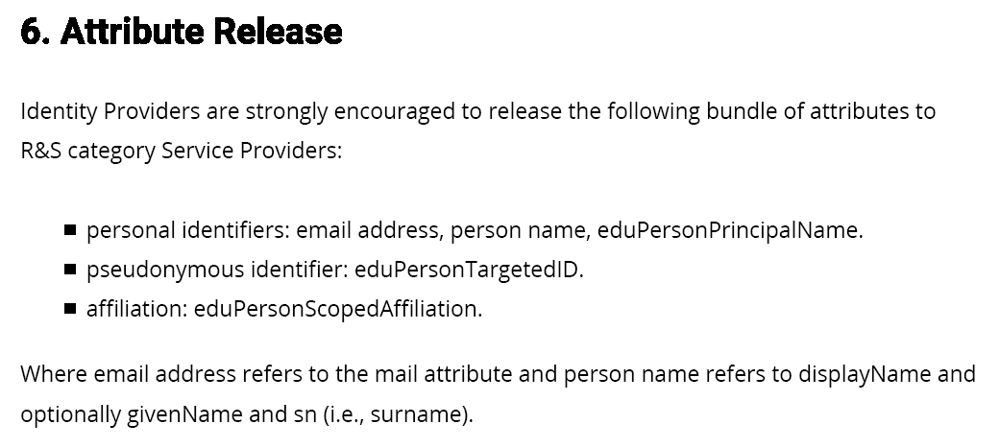 6. Attribute Release
Identity Providers are strongly encouraged to release the following bundle of attributes to
R&S category Service Providers:
▪ personal identifiers: email address, person name, eduPersonPrincipalName.
▪ pseudonymous identifier: eduPersonTargetedID.
▪ affiliation: eduPersonScopedAffiliation.
Where email address refers to the mail attribute and person name refers to displayName and
optionally givenName and sn (i.e., surname).